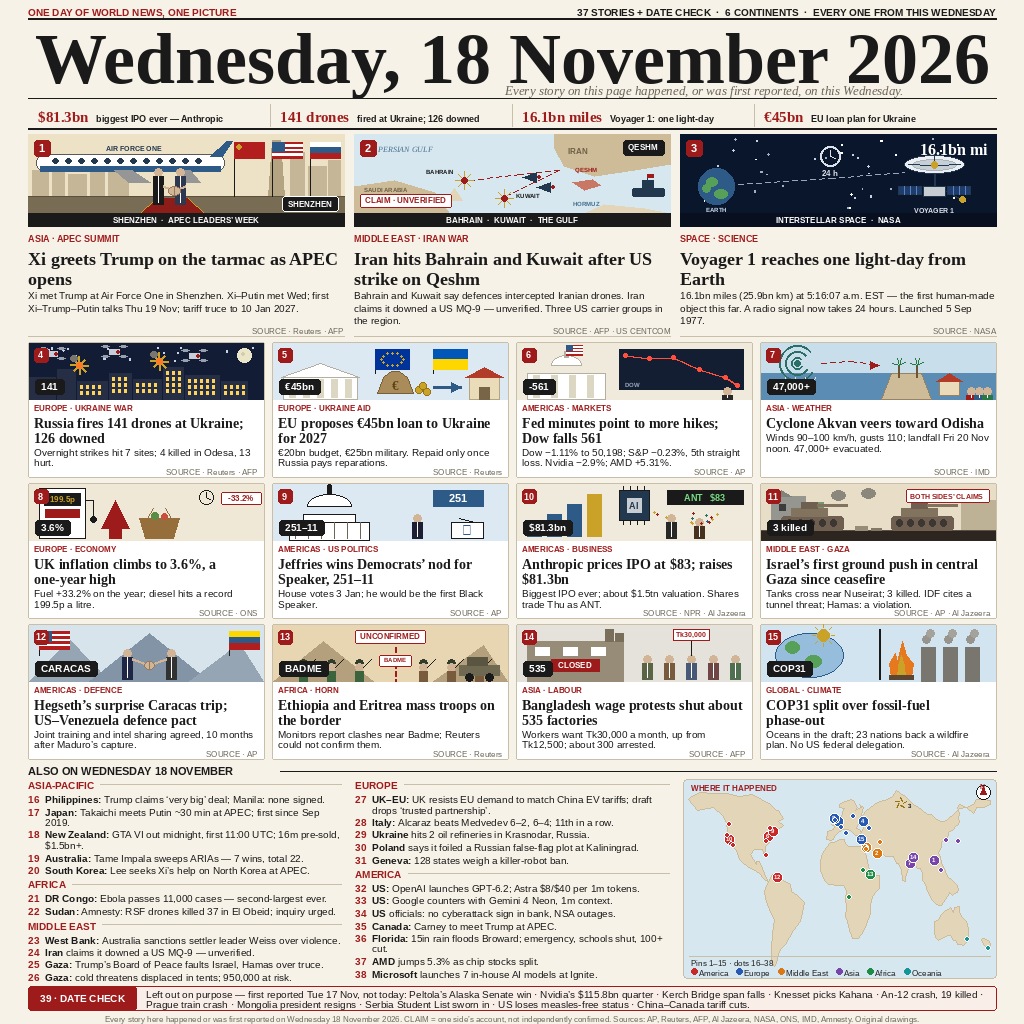 ONE DAY OF WORLD NEWS, ONE PICTURE
37 STORIES + DATE CHECK · 6 CONTINENTS · EVERY ONE FROM THIS WEDNESDAY
Wednesday, 18 November 2026
Every story on this page happened, or was first reported, on this Wednesday.
$81.3bn biggest IPO ever — Anthropic
141 drones fired at Ukraine; 126 downed
16.1bn miles Voyager 1: one light-day
€45bn EU loan plan for Ukraine
1
AIR FORCE ONE
SHENZHEN
SHENZHEN · APEC LEADERS' WEEK
ASIA · APEC SUMMIT
Xi greets Trump on the tarmac as APEC
opens
Xi met Trump at Air Force One in Shenzhen. Xi–Putin met Wed; first
Xi–Trump–Putin talks Thu 19 Nov; tariff truce to 10 Jan 2027.
SOURCE · Reuters · AFP
2
PERSIAN GULF
IRAN
QESHM
BAHRAIN
QESHM
SAUDI ARABIA
KUWAIT
CLAIM · UNVERIFIED
HORMUZ
BAHRAIN · KUWAIT · THE GULF
MIDDLE EAST · IRAN WAR
Iran hits Bahrain and Kuwait after US
strike on Qeshm
Bahrain and Kuwait say defences intercepted Iranian drones. Iran
claims it downed a US MQ-9 — unverified. Three US carrier groups in
the region.
SOURCE · AFP · US CENTCOM
3
16.1bn mi
24 h
EARTH
VOYAGER 1
INTERSTELLAR SPACE · NASA
SPACE · SCIENCE
Voyager 1 reaches one light-day from
Earth
16.1bn miles (25.9bn km) at 5:16:07 a.m. EST — the first human-made
object this far. A radio signal now takes 24 hours. Launched 5 Sep
1977.
SOURCE · NASA
4
141
EUROPE · UKRAINE WAR
Russia fires 141 drones at Ukraine;
126 downed
Overnight strikes hit 7 sites; 4 killed in Odesa, 13
hurt.
SOURCE · Reuters · AFP
5
€45bn
€
EUROPE · UKRAINE AID
EU proposes €45bn loan to Ukraine
for 2027
€20bn budget, €25bn military. Repaid only once
Russia pays reparations.
SOURCE · Reuters
6
-561
DOW
AMERICAS · MARKETS
Fed minutes point to more hikes;
Dow falls 561
Dow −1.11% to 50,198; S&P −0.23%, 5th straight
loss. Nvidia −2.9%; AMD +5.31%.
SOURCE · AP
7
47,000+
ASIA · WEATHER
Cyclone Akvan veers toward Odisha
Winds 90–100 km/h, gusts 110; landfall Fri 20 Nov
noon. 47,000+ evacuated.
SOURCE · IMD
8
199.5p
-33.2%
3.6%
EUROPE · ECONOMY
UK inflation climbs to 3.6%, a
one-year high
Fuel +33.2% on the year; diesel hits a record
199.5p a litre.
SOURCE · ONS
9
251
251–11
AMERICAS · US POLITICS
Jeffries wins Democrats' nod for
Speaker, 251–11
House votes 3 Jan; he would be the first Black
Speaker.
SOURCE · AP
10
AI
ANT $83
$81.3bn
AMERICAS · BUSINESS
Anthropic prices IPO at $83; raises
$81.3bn
Biggest IPO ever; about $1.5tn valuation. Shares
trade Thu as ANT.
SOURCE · NPR · Al Jazeera
11
BOTH SIDES' CLAIMS
3 killed
MIDDLE EAST · GAZA
Israel's first ground push in central
Gaza since ceasefire
Tanks cross near Nuseirat; 3 killed. IDF cites a
tunnel threat; Hamas: a violation.
SOURCE · AP · Al Jazeera
12
CARACAS
AMERICAS · DEFENCE
Hegseth's surprise Caracas trip;
US–Venezuela defence pact
Joint training and intel sharing agreed, 10 months
after Maduro's capture.
SOURCE · AP
13
UNCONFIRMED
BADME
BADME
AFRICA · HORN
Ethiopia and Eritrea mass troops on
the border
Monitors report clashes near Badme; Reuters
could not confirm them.
SOURCE · Reuters
14
Tk30,000
535
CLOSED
ASIA · LABOUR
Bangladesh wage protests shut about
535 factories
Workers want Tk30,000 a month, up from
Tk12,500; about 300 arrested.
SOURCE · AFP
15
COP31
GLOBAL · CLIMATE
COP31 split over fossil-fuel
phase-out
Oceans in the draft; 23 nations back a wildfire
plan. No US federal delegation.
SOURCE · Al Jazeera
ALSO ON WEDNESDAY 18 NOVEMBER
ASIA-PACIFIC
16 Philippines: Trump claims 'very big' deal; Manila: none signed.
17 Japan: Takaichi meets Putin ~30 min at APEC; first since Sep
2019.
18 New Zealand: GTA VI out midnight, first 11:00 UTC; 16m pre-sold,
$1.5bn+.
19 Australia: Tame Impala sweeps ARIAs — 7 wins, total 22.
20 South Korea: Lee seeks Xi's help on North Korea at APEC.
AFRICA
21 DR Congo: Ebola passes 11,000 cases — second-largest ever.
22 Sudan: Amnesty: RSF drones killed 37 in El Obeid; inquiry urged.
MIDDLE EAST
23 West Bank: Australia sanctions settler leader Weiss over violence.
24 Iran claims it downed a US MQ-9 — unverified.
25 Gaza: Trump's Board of Peace faults Israel, Hamas over truce.
26 Gaza: cold threatens displaced in tents; 950,000 at risk.
EUROPE
27 UK–EU: UK resists EU demand to match China EV tariffs; draft
drops 'trusted partnership'.
28 Italy: Alcaraz beats Medvedev 6–2, 6–4; 11th in a row.
29 Ukraine hits 2 oil refineries in Krasnodar, Russia.
30 Poland says it foiled a Russian false-flag plot at Kaliningrad.
31 Geneva: 128 states weigh a killer-robot ban.
AMERICA
32 US: OpenAI launches GPT-6.2; Astra $8/$40 per 1m tokens.
33 US: Google counters with Gemini 4 Neon, 1m context.
34 US officials: no cyberattack sign in bank, NSA outages.
35 Canada: Carney to meet Trump at APEC.
36 Florida: 15in rain floods Broward; emergency, schools shut, 100+
cut.
37 AMD jumps 5.3% as chip stocks split.
38 Microsoft launches 7 in-house AI models at Ignite.
WHERE IT HAPPENED
3
4
15
2
14
1
12
13
Pins 1–15 · dots 16–38
America Europe Middle East Asia Africa Oceania
39 · DATE CHECK
Left out on purpose — first reported Tue 17 Nov, not today: Peltola's Alaska Senate win · Nvidia's $115.8bn quarter · Kerch Bridge span falls · Knesset picks Kahana · An-12 crash, 19 killed ·
Prague train crash · Mongolia president resigns · Serbia Student List sworn in · US loses measles-free status · China–Canada tariff cuts.
Every story here happened or was first reported on Wednesday 18 November 2026. CLAIM = one side's account, not independently confirmed. Sources: AP, Reuters, AFP, Al Jazeera, NASA, ONS, IMD, Amnesty. Original drawings.